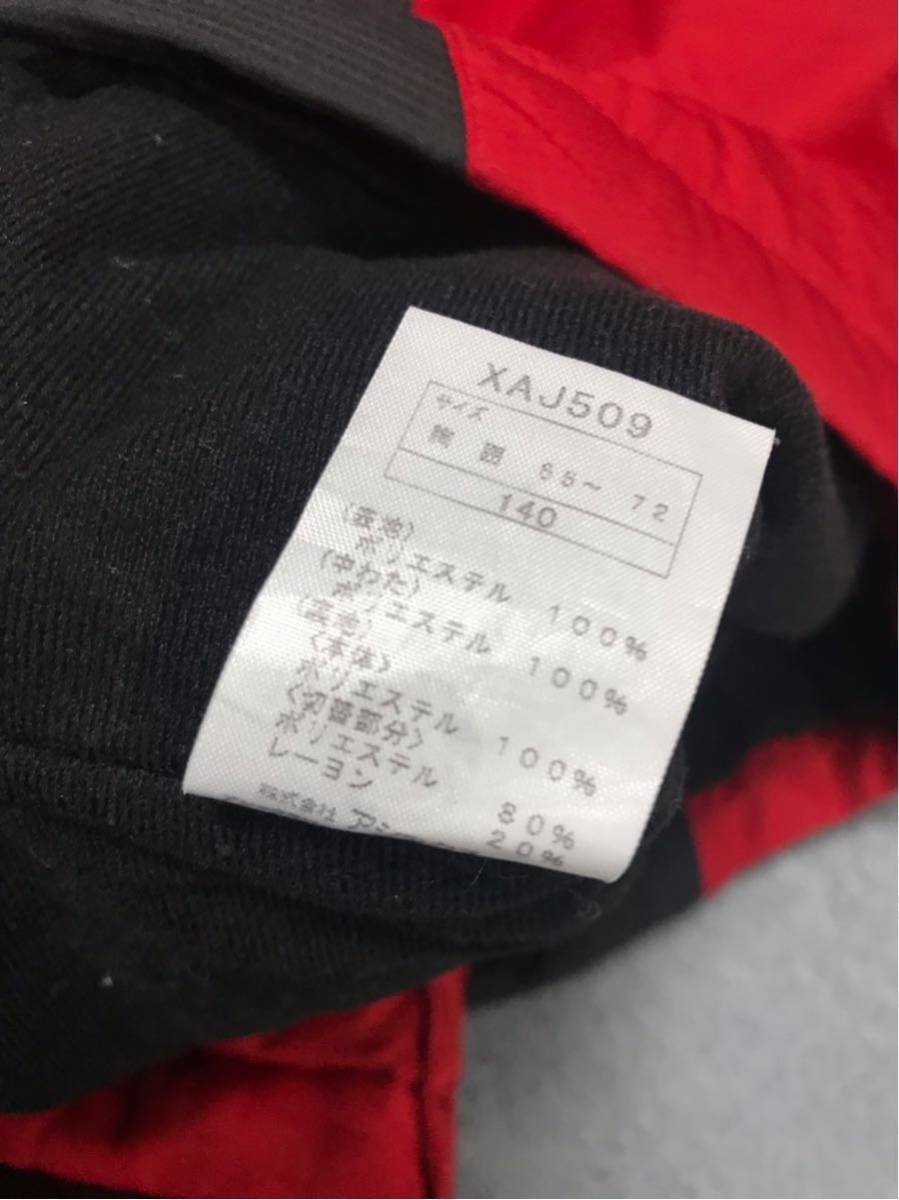 XAJ509
サイズ
胸 囲 65〜 72
140
(表地)
ポリエステル 100%
(中わた)
ポリエステル 100%
(裏地)
〈本体〉
ポリエステル 100%
〈切替部分〉
ポリエステル 80%
レーヨン 20%
株式会社